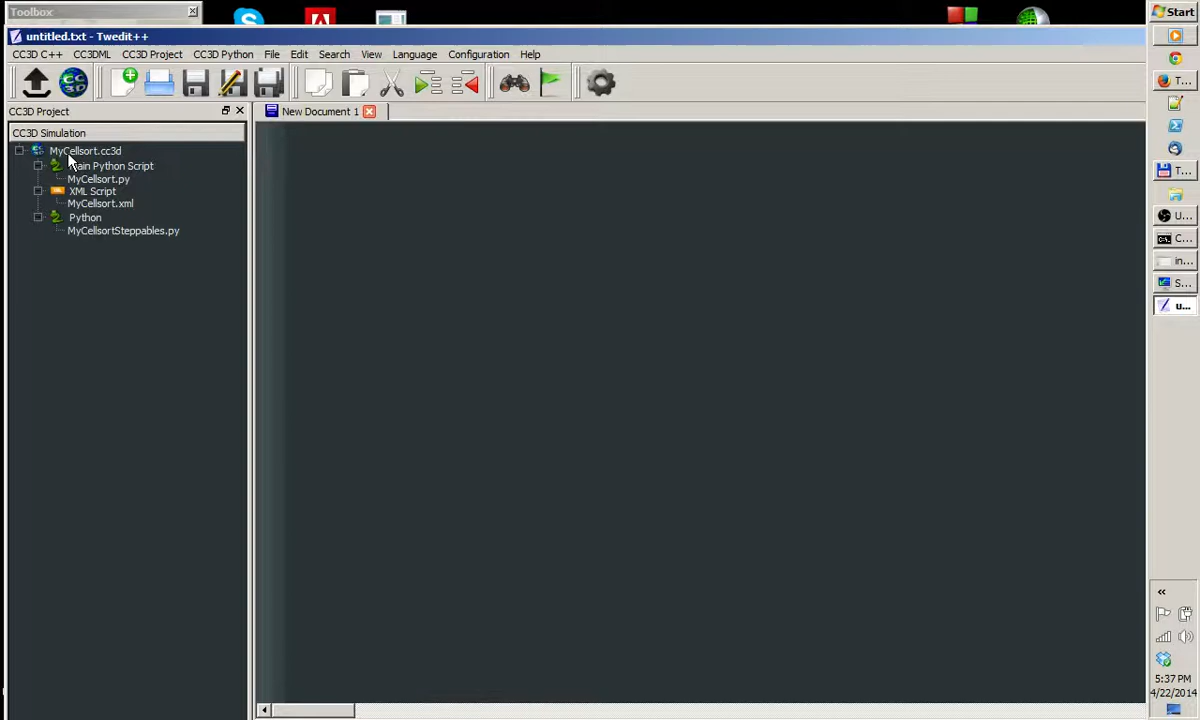 Toolbox
Start
untitled.txt - Twedit++
CC3D C++ CC3DML CC3D Project CC3D Python File Edit Search View Language Configuration Help
CC3D Project
New Document 1
CC3D Simulation
MyCellsort.cc3d
Main Python Script
MyCellsort.py
XML Script
MyCellsort.xml
Python
MyCellsortSteppables.py
T...
T...
U...
C...
in...
S...
u...
5:37 PM
4/22/2014